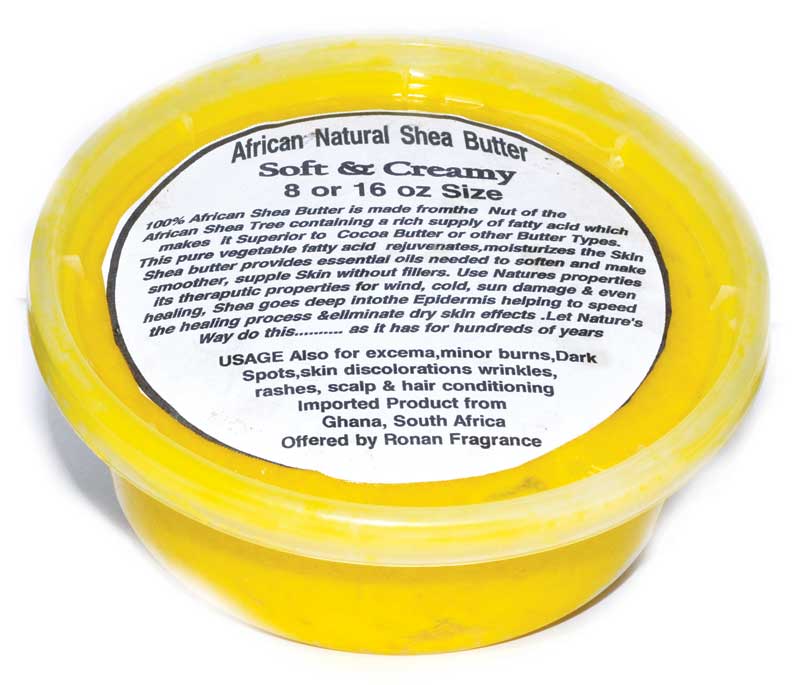 African Natural Shea Butter
Soft & Creamy
8 or 16 oz Size
100% African Shea Butter is made fromthe Nut of the
African Shea Tree containing a rich supply of fatty acid which
makes It Superior to Cocoa Butter or other Butter Types.
This pure vegetable fatty acid rejuvenates,moisturizes the Skin
Shea butter provides essential oils needed to soften and make
smoother, supple Skin without fillers. Use Natures properties
its theraputic properties for wind, cold, sun damage & even
healing, Shea goes deep intothe Epidermis helping to speed
the healing process &eliminate dry skin effects .Let Nature's
Way do this.......... as it has for hundreds of years
USAGE Also for excema,minor burns,Dark
Spots,skin discolorations wrinkles,
rashes, scalp & hair conditioning
Imported Product from
Ghana, South Africa
Offered by Ronan Fragrance